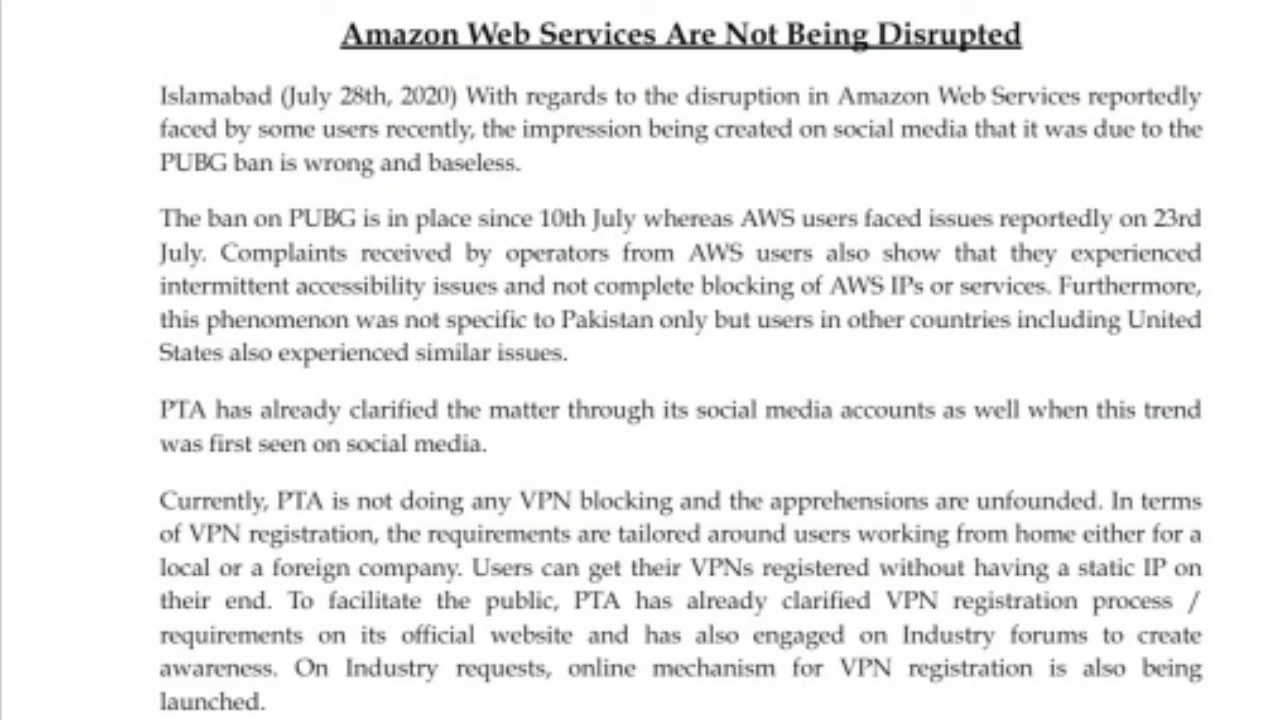 Amazon Web Services Are Not Being Disrupted
Islamabad (July 28th, 2020) With regards to the disruption in Amazon Web Services reportedly
faced by some users recently, the impression being created on social media that it was due to the
PUBG ban is wrong and baseless.
The ban on PUBG is in place since 10th July whereas AWS users faced issues reportedly on 23rd
July. Complaints received by operators from AWS users also show that they experienced
intermittent accessibility issues and not complete blocking of AWS IPs or services. Furthermore,
this phenomenon was not specific to Pakistan only but users in other countries including United
States also experienced similar issues.
PTA has already clarified the matter through its social media accounts as well when this trend
was first seen on social media.
Currently, PTA is not doing any VPN blocking and the apprehensions are unfounded. In terms
of VPN registration, the requirements are tailored around users working from home either for a
local or a foreign company. Users can get their VPNs registered without having a static IP on
their end. To facilitate the public, PTA has already clarified VPN registration process /
requirements on its official website and has also engaged on Industry forums to create
awareness. On Industry requests, online mechanism for VPN registration is also being
launched.